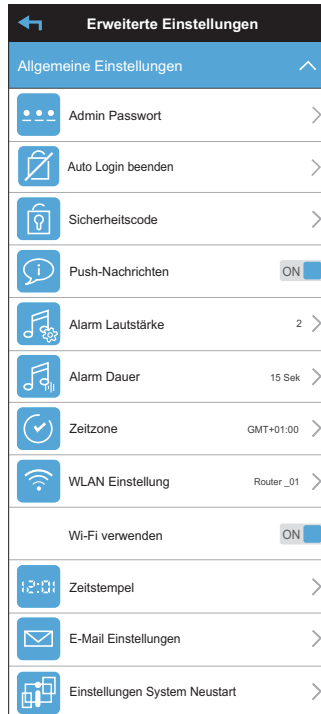 Erweiterte Einstellungen
Allgemeine Einstellungen
Admin Passwort
Auto Login beenden
Sicherheitscode
Push-Nachrichten ON
Alarm Lautstärke 2
Alarm Dauer 15 Sek
Zeitzone GMT+01:00
WLAN Einstellung Router _01
Wi-Fi verwenden ON
12:01 Zeitstempel
E-Mail Einstellungen
Einstellungen System Neustart